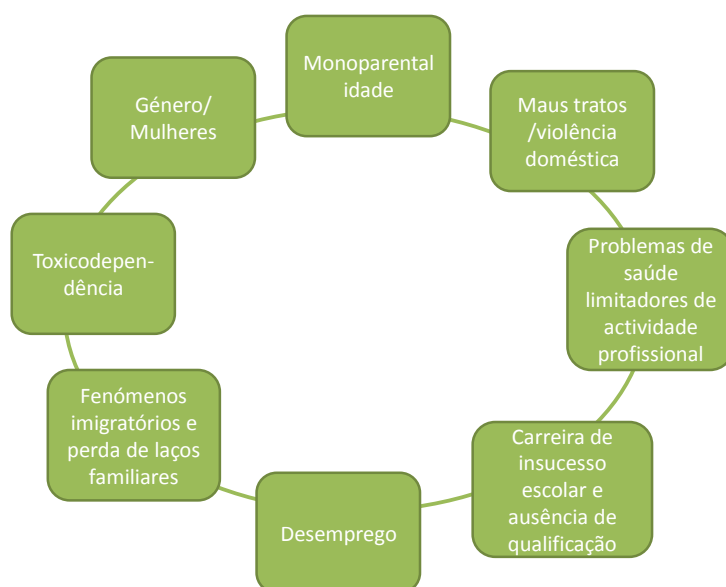 Monoparental
idade
Maus tratos
/violência
doméstica
Problemas de
saúde
limitadores de
actividade
profissional
Carreira de
insucesso
escolar e
ausência de
qualificação
Desemprego
Fenómenos
imigratórios e
perda de laços
familiares
Toxicodepen-
dência
Género/
Mulheres